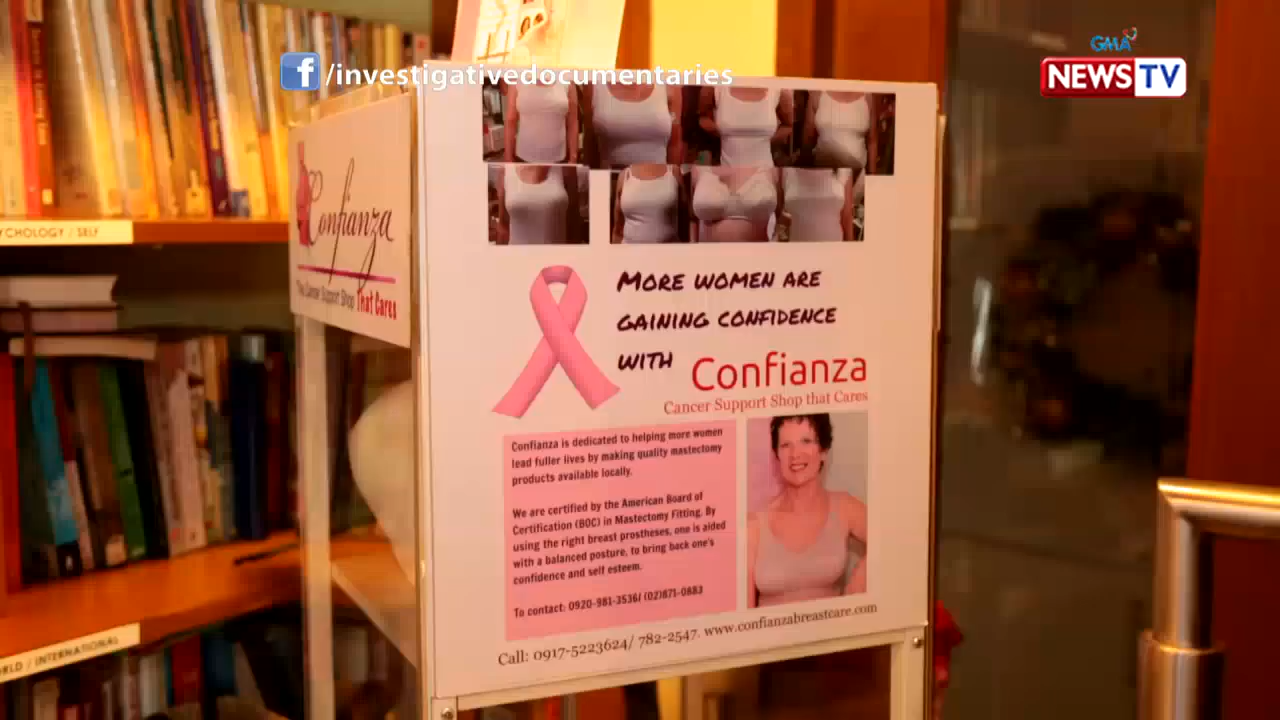 /investigativedocumentaries
GMA
NEWS TV
YCHOLOGY / SELF
Confianza
The Cancer Support Shop That Cares
MORE WOMEN ARE
GAINING CONFIDENCE
WITH Confianza
Cancer Support Shop that Cares
Confianza is dedicated to helping more women
lead fuller lives by making quality mastectomy
products available locally.
We are certified by the American Board of
Certification (BOC) in Mastectomy Fitting. By
using the right breast prostheses, one is aided
with a balanced posture, to bring back one's
confidence and self esteem.
To contact: 0920-981-3536/ (02)871-0883
Call: 0917-5223624/ 782-2547. www.confianzabreastcare.com
RLD / INTERNATIONAL